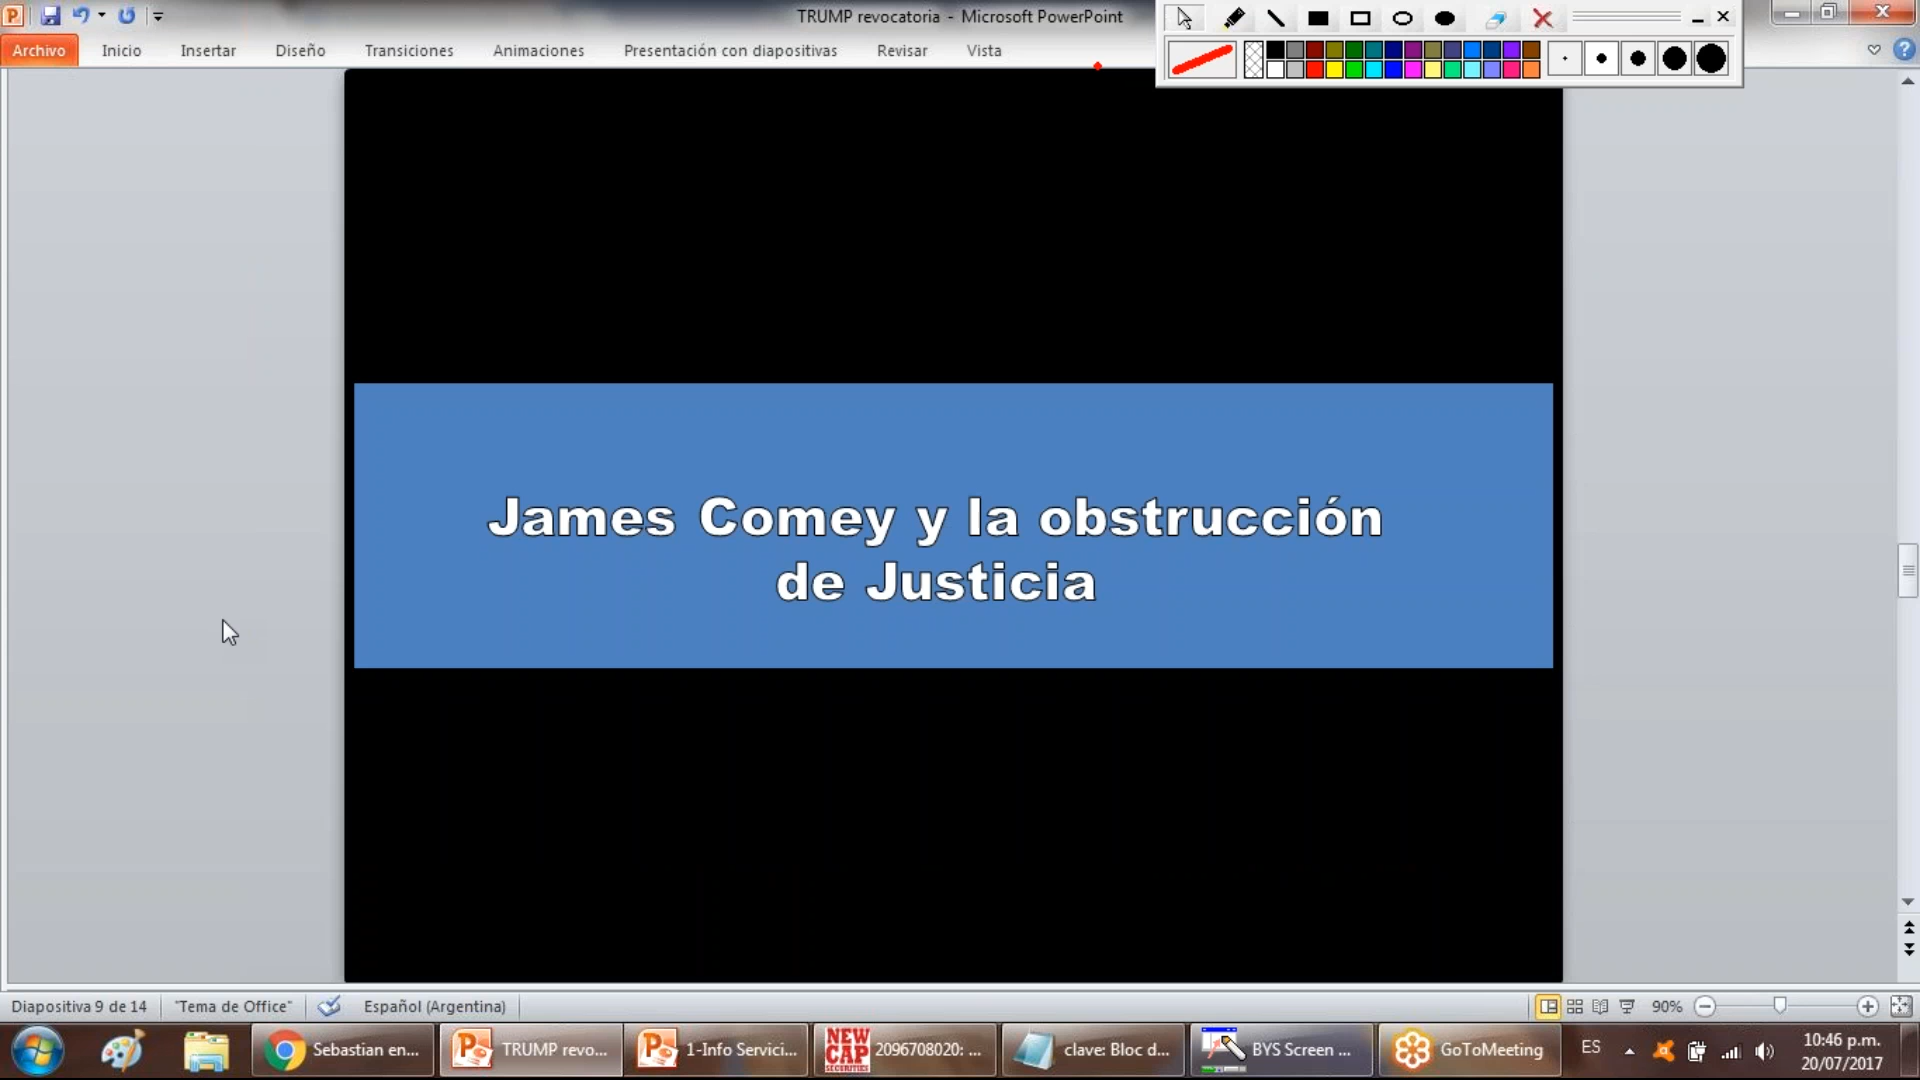 TRUMP revocatoria - Microsoft PowerPoint
Archivo Inicio Insertar Diseño Transiciones Animaciones Presentación con diapositivas Revisar Vista
James Comey y la obstrucción
de Justicia
Diapositiva 9 de 14 "Tema de Office" Español (Argentina) 90%
Sebastian en... TRUMP revo... 1-Info Servici... NEW CAP SECURITIES 2096708020: ... clave: Bloc d... BYS Screen ... GoToMeeting ES 10:46 p.m.
20/07/2017